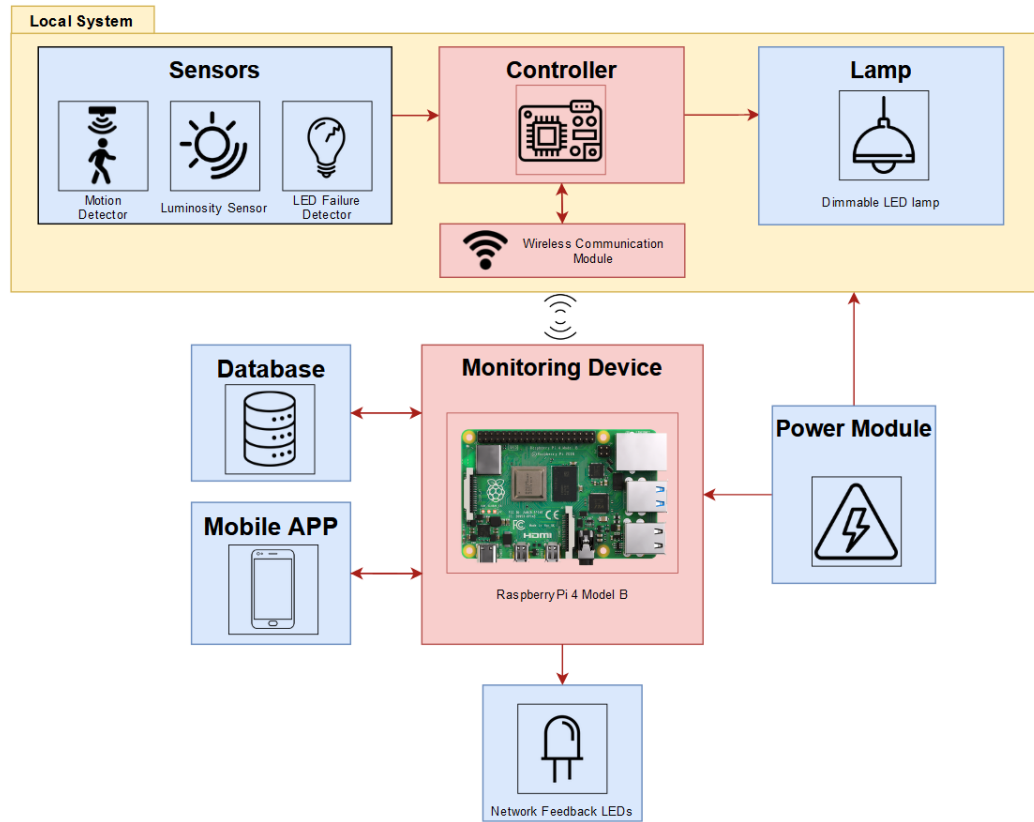 Local System
Sensors
Controller
Lamp
Motion
Detector
Luminosity Sensor
LED Failure
Detector
Wireless Communication
Module
Dimmable LED lamp
Database
Monitoring Device
Power Module
Mobile APP
HDMI
RaspberryPi 4 Model B
Network Feedback LEDs